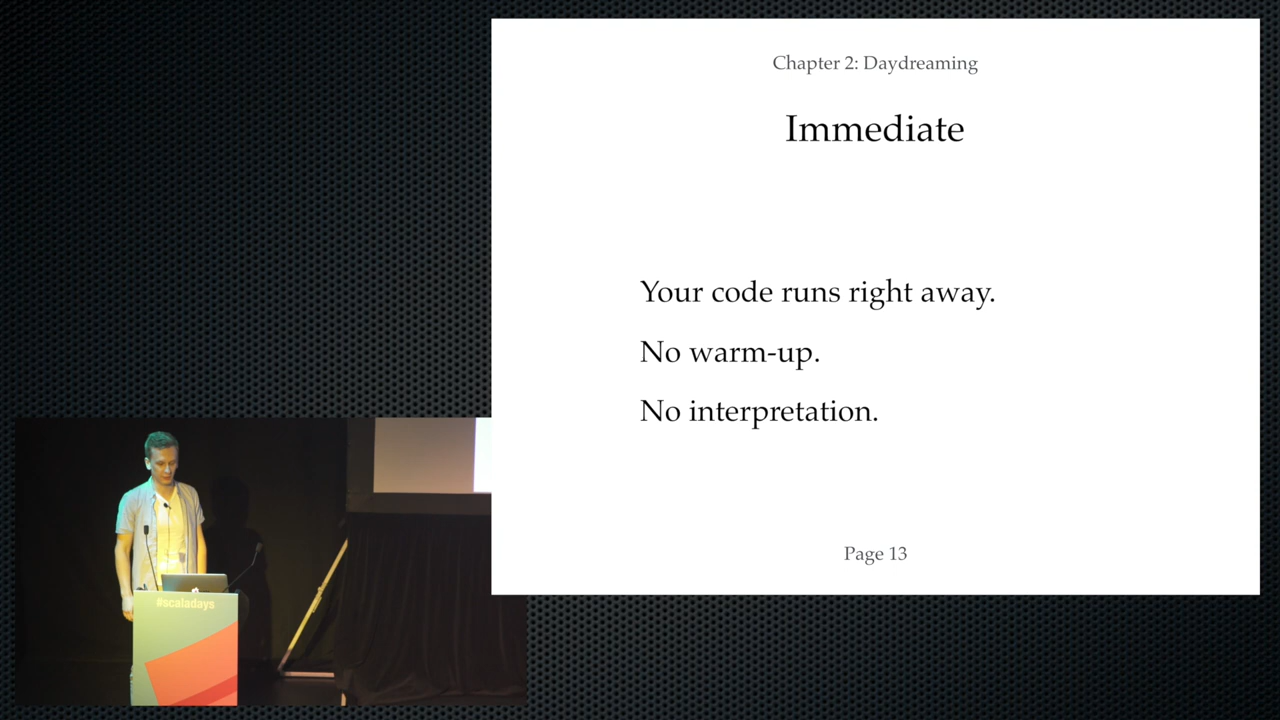 Chapter 2: Daydreaming
Immediate
Your code runs right away.
No warm-up.
No interpretation.
Page 13
#scaladays